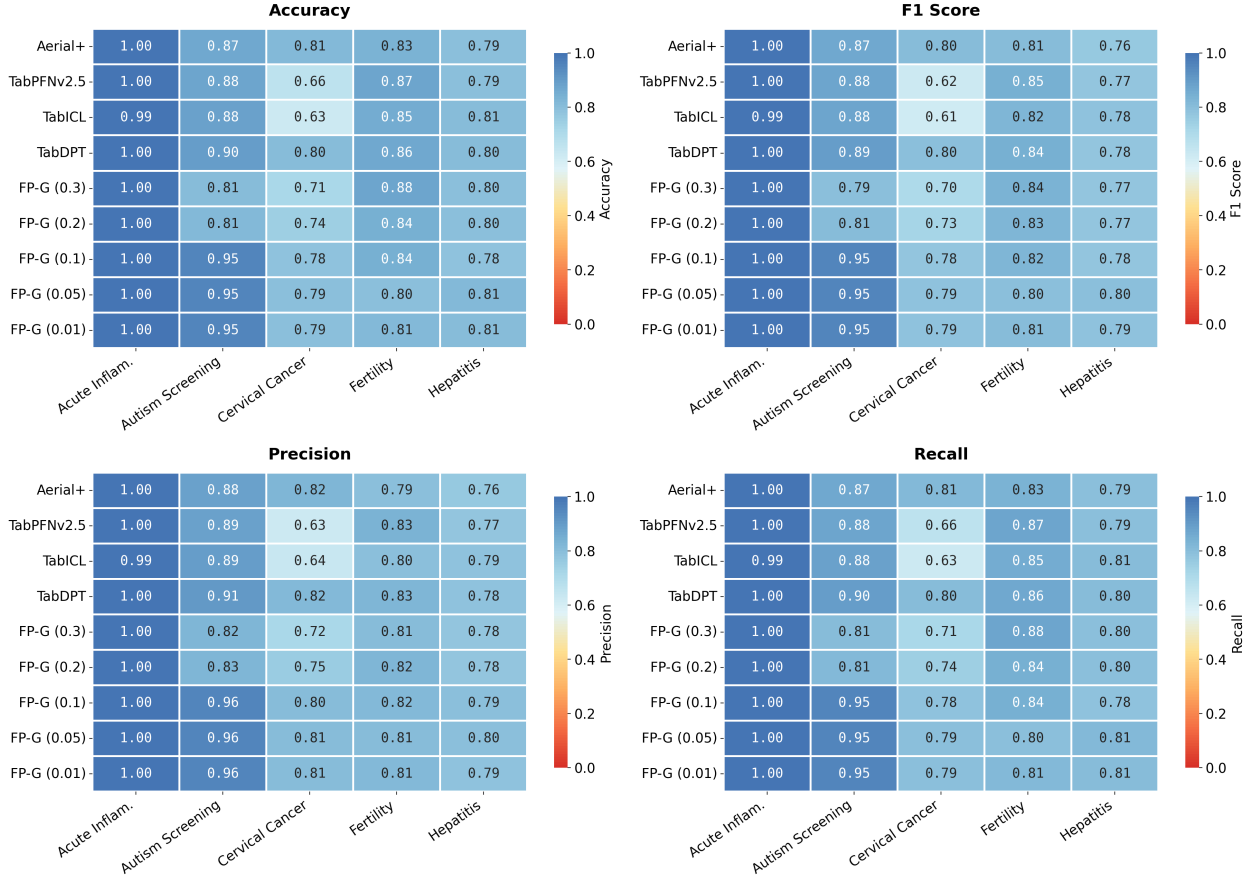 Accuracy
Aerial+ 1.00 0.87 0.81 0.83 0.79
TabPFNv2.5 1.00 0.88 0.66 0.87 0.79
TabICL 0.99 0.88 0.63 0.85 0.81
TabDPT 1.00 0.90 0.80 0.86 0.80
FP-G (0.3) 1.00 0.81 0.71 0.88 0.80
FP-G (0.2) 1.00 0.81 0.74 0.84 0.80
FP-G (0.1) 1.00 0.95 0.78 0.84 0.78
FP-G (0.05) 1.00 0.95 0.79 0.80 0.81
FP-G (0.01) 1.00 0.95 0.79 0.81 0.81
Acute Inflam. Autism Screening Cervical Cancer Fertility Hepatitis
1.0
0.8
0.6
0.4
0.2
0.0
Accuracy
F1 Score
Aerial+ 1.00 0.87 0.80 0.81 0.76
TabPFNv2.5 1.00 0.88 0.62 0.85 0.77
TabICL 0.99 0.88 0.61 0.82 0.78
TabDPT 1.00 0.89 0.80 0.84 0.78
FP-G (0.3) 1.00 0.79 0.70 0.84 0.77
FP-G (0.2) 1.00 0.81 0.73 0.83 0.77
FP-G (0.1) 1.00 0.95 0.78 0.82 0.78
FP-G (0.05) 1.00 0.95 0.79 0.80 0.80
FP-G (0.01) 1.00 0.95 0.79 0.81 0.79
Acute Inflam. Autism Screening Cervical Cancer Fertility Hepatitis
1.0
0.8
0.6
0.4
0.2
0.0
F1 Score
Precision
Aerial+ 1.00 0.88 0.82 0.79 0.76
TabPFNv2.5 1.00 0.89 0.63 0.83 0.77
TabICL 0.99 0.89 0.64 0.80 0.79
TabDPT 1.00 0.91 0.82 0.83 0.78
FP-G (0.3) 1.00 0.82 0.72 0.81 0.78
FP-G (0.2) 1.00 0.83 0.75 0.82 0.78
FP-G (0.1) 1.00 0.96 0.80 0.82 0.79
FP-G (0.05) 1.00 0.96 0.81 0.81 0.80
FP-G (0.01) 1.00 0.96 0.81 0.81 0.79
Acute Inflam. Autism Screening Cervical Cancer Fertility Hepatitis
1.0
0.8
0.6
0.4
0.2
0.0
Precision
Recall
Aerial+ 1.00 0.87 0.81 0.83 0.79
TabPFNv2.5 1.00 0.88 0.66 0.87 0.79
TabICL 0.99 0.88 0.63 0.85 0.81
TabDPT 1.00 0.90 0.80 0.86 0.80
FP-G (0.3) 1.00 0.81 0.71 0.88 0.80
FP-G (0.2) 1.00 0.81 0.74 0.84 0.80
FP-G (0.1) 1.00 0.95 0.78 0.84 0.78
FP-G (0.05) 1.00 0.95 0.79 0.80 0.81
FP-G (0.01) 1.00 0.95 0.79 0.81 0.81
Acute Inflam. Autism Screening Cervical Cancer Fertility Hepatitis
1.0
0.8
0.6
0.4
0.2
0.0
Recall